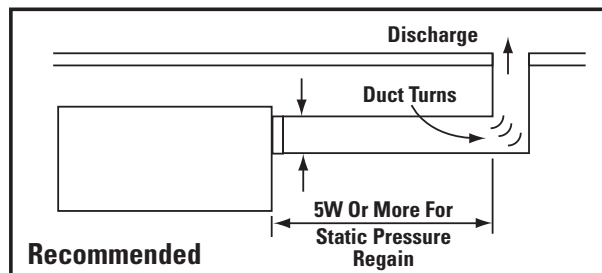 Discharge
Duct Turns
5W Or More For
Static Pressure
Regain
Recommended